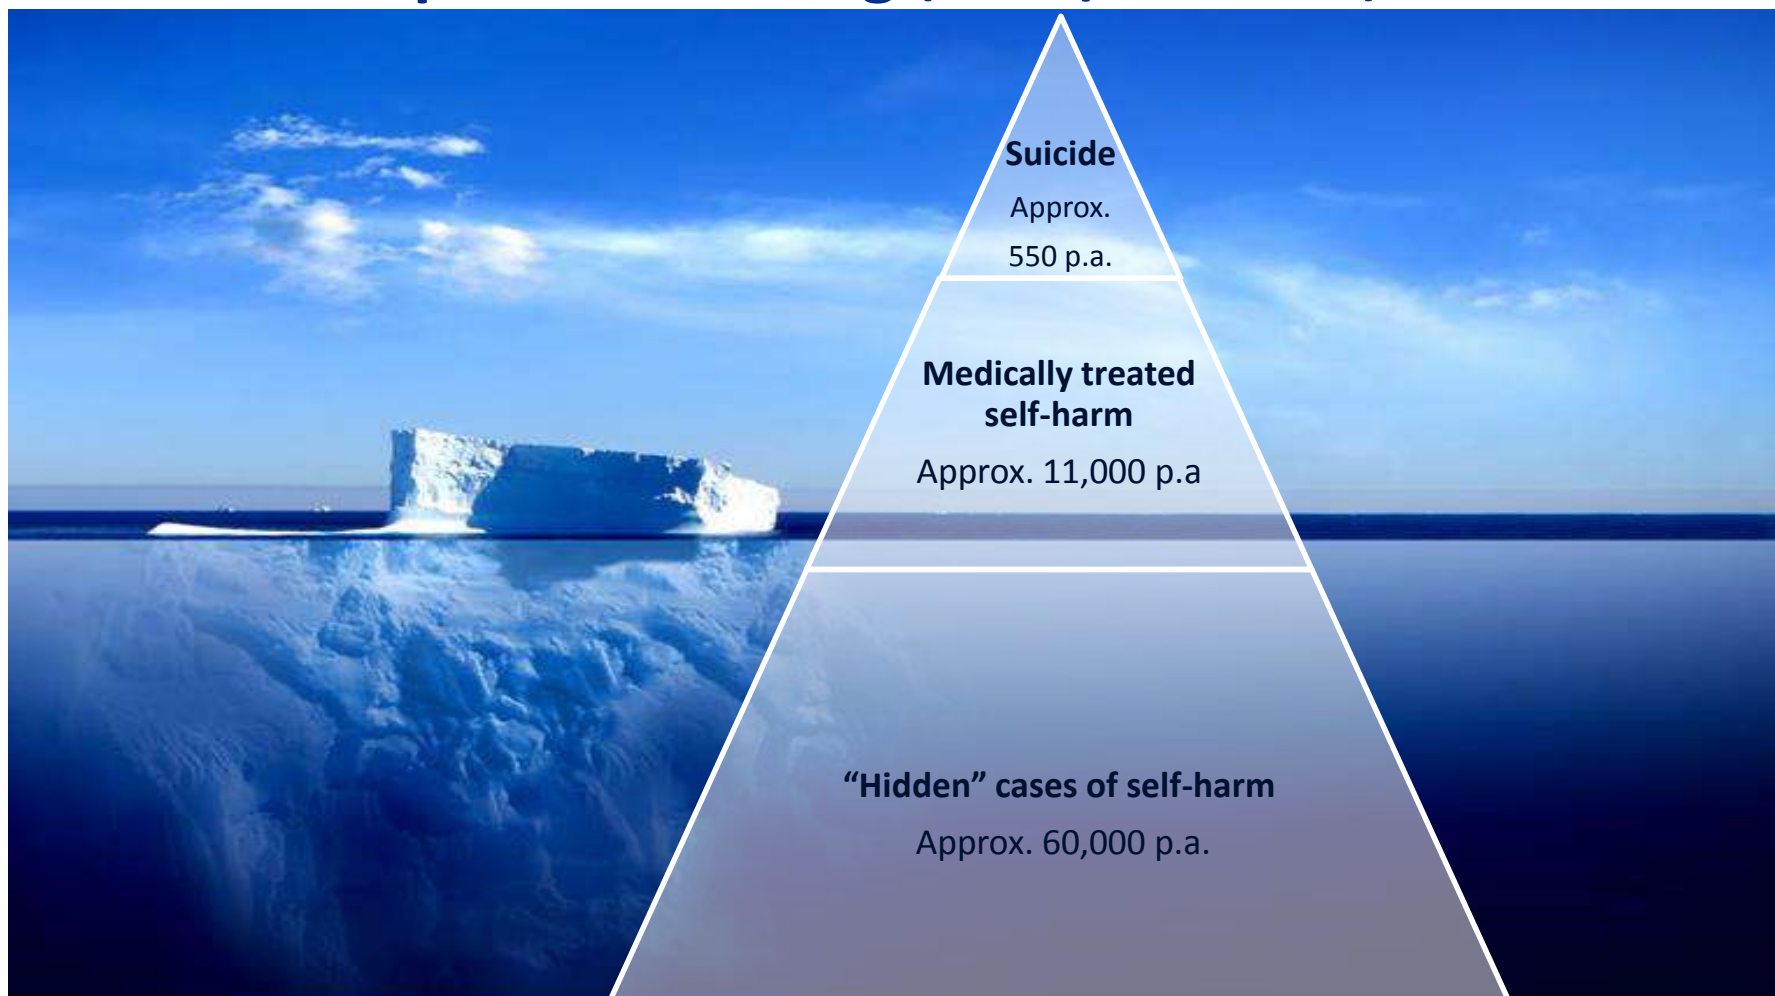 Suicide
Approx.
550 p.a.
Medically treated
self-harm
Approx. 11,000 p.a
“Hidden” cases of self-harm
Approx. 60,000 p.a.